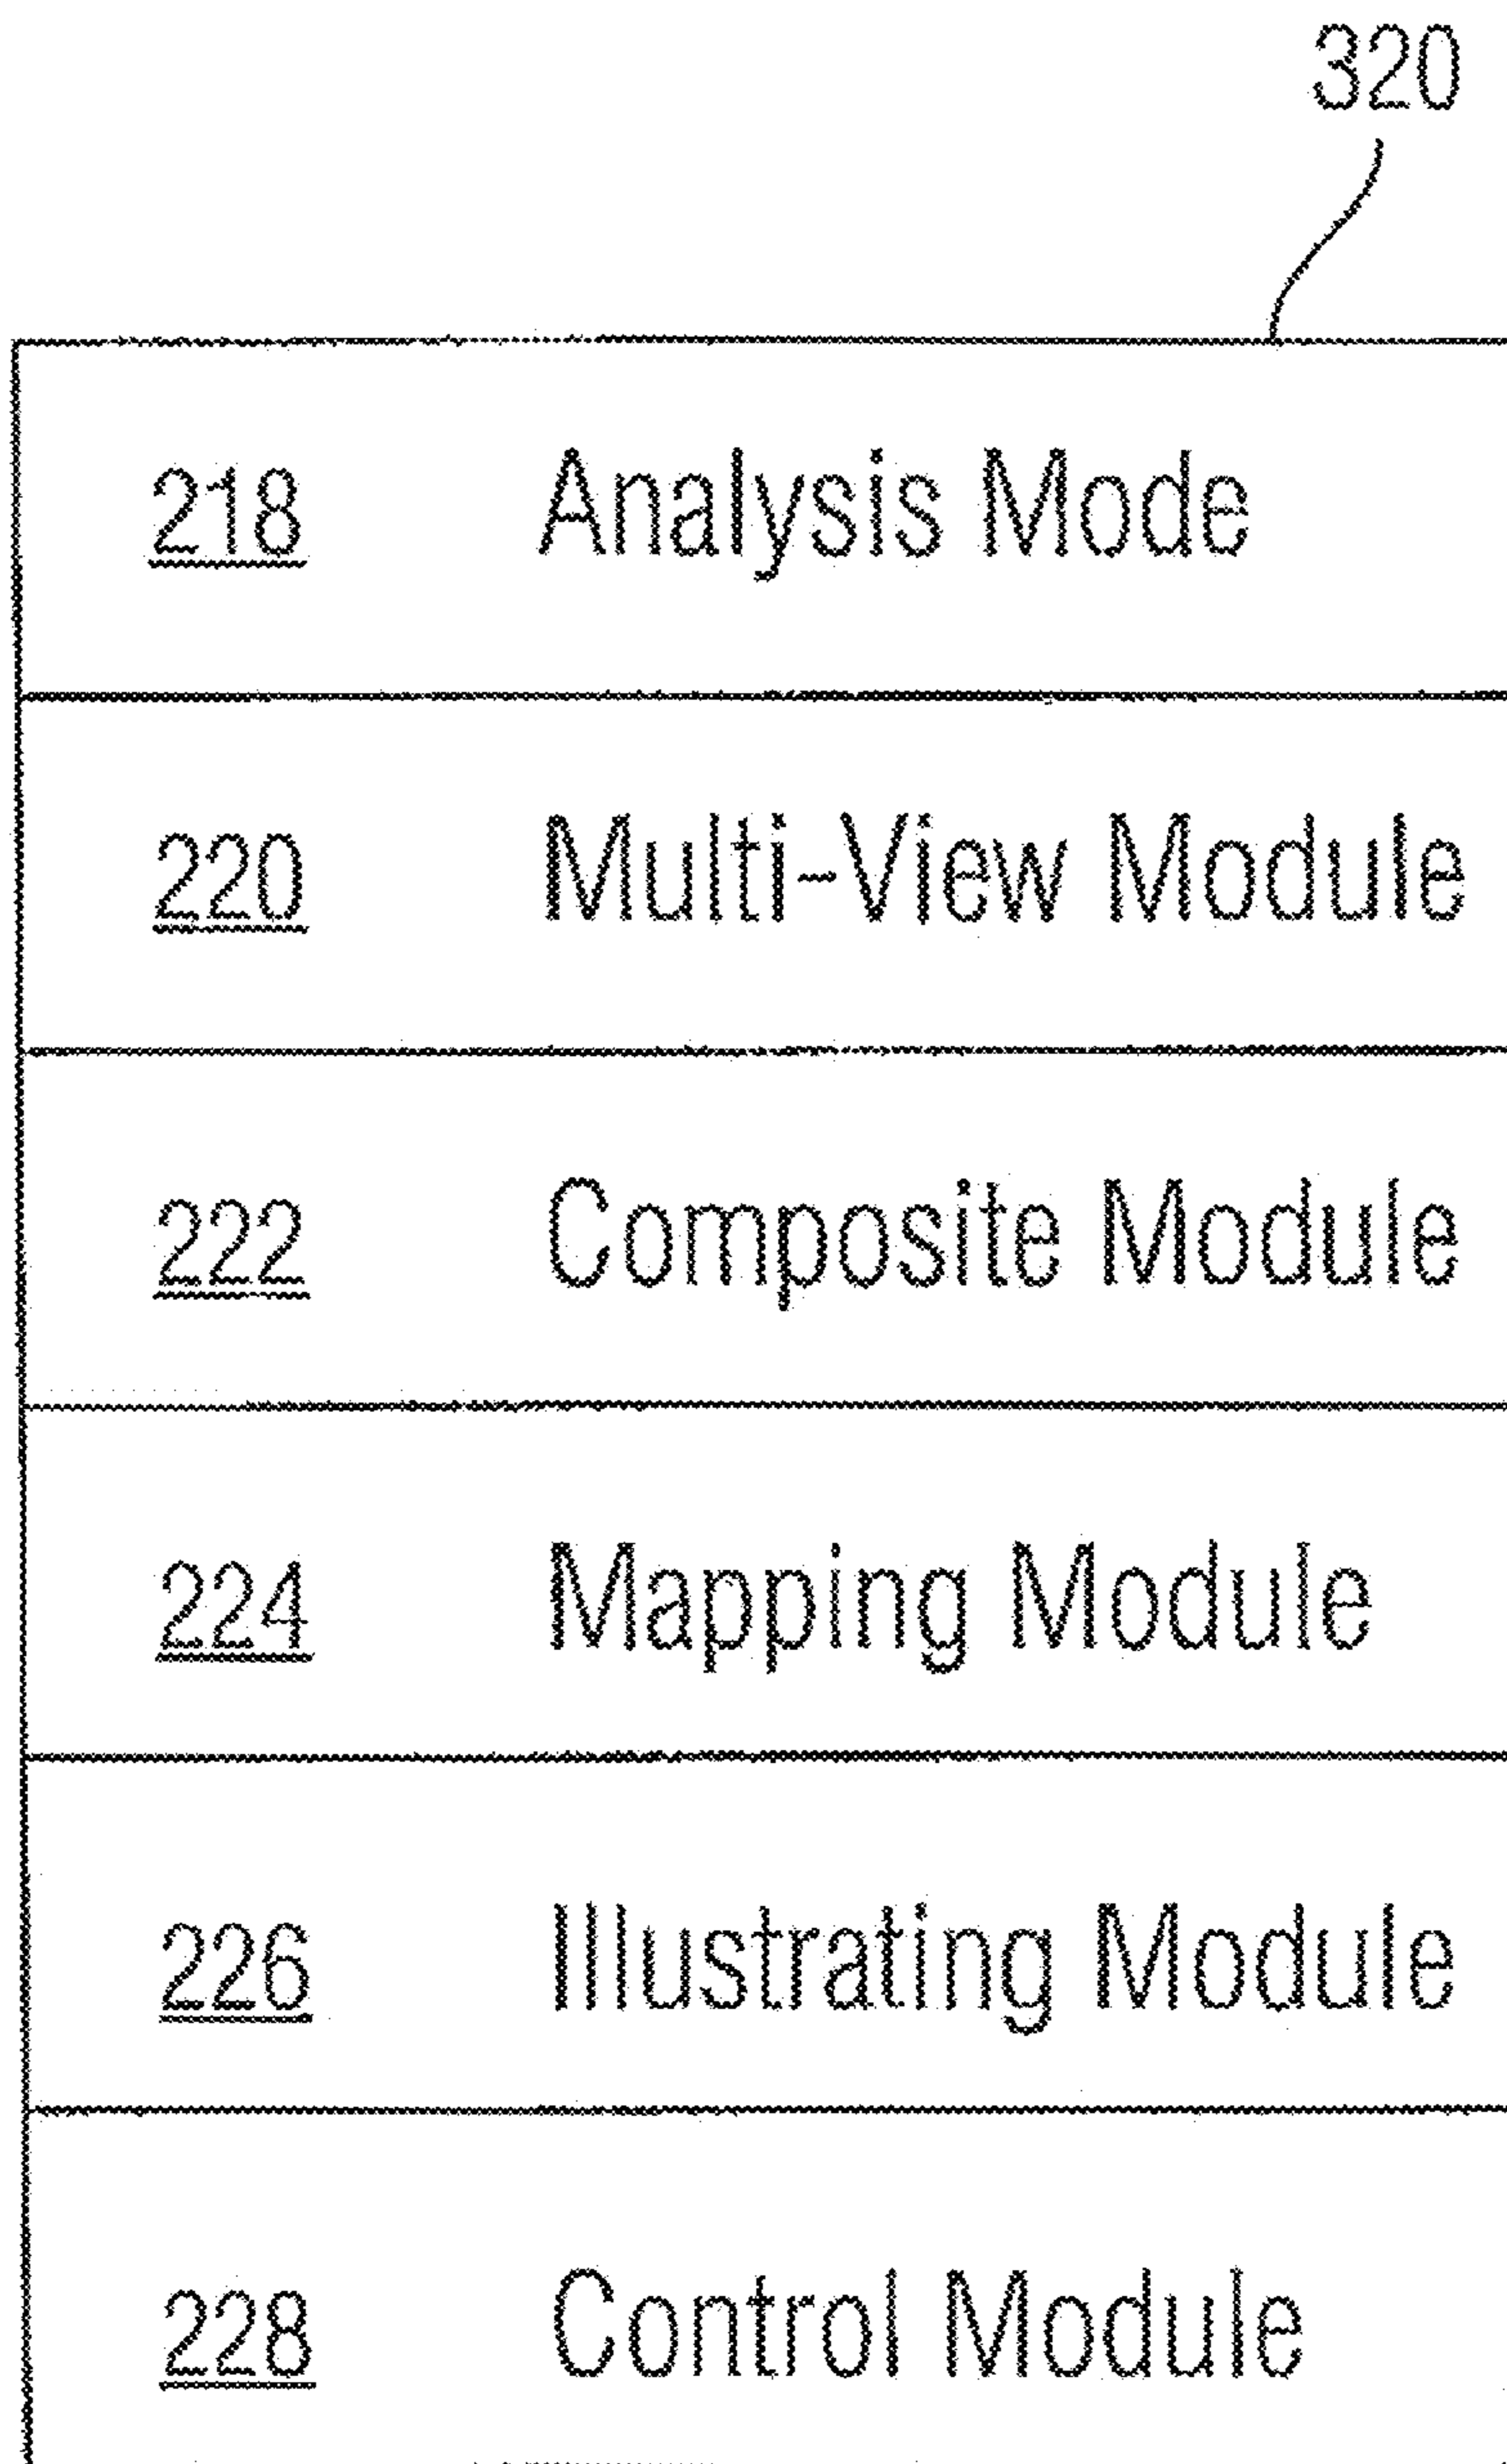 320
218 Analysis Mode
220 Multi-View Module
222 Composite Module
224 Mapping Module
226 Illustrating Module
228 Control Module